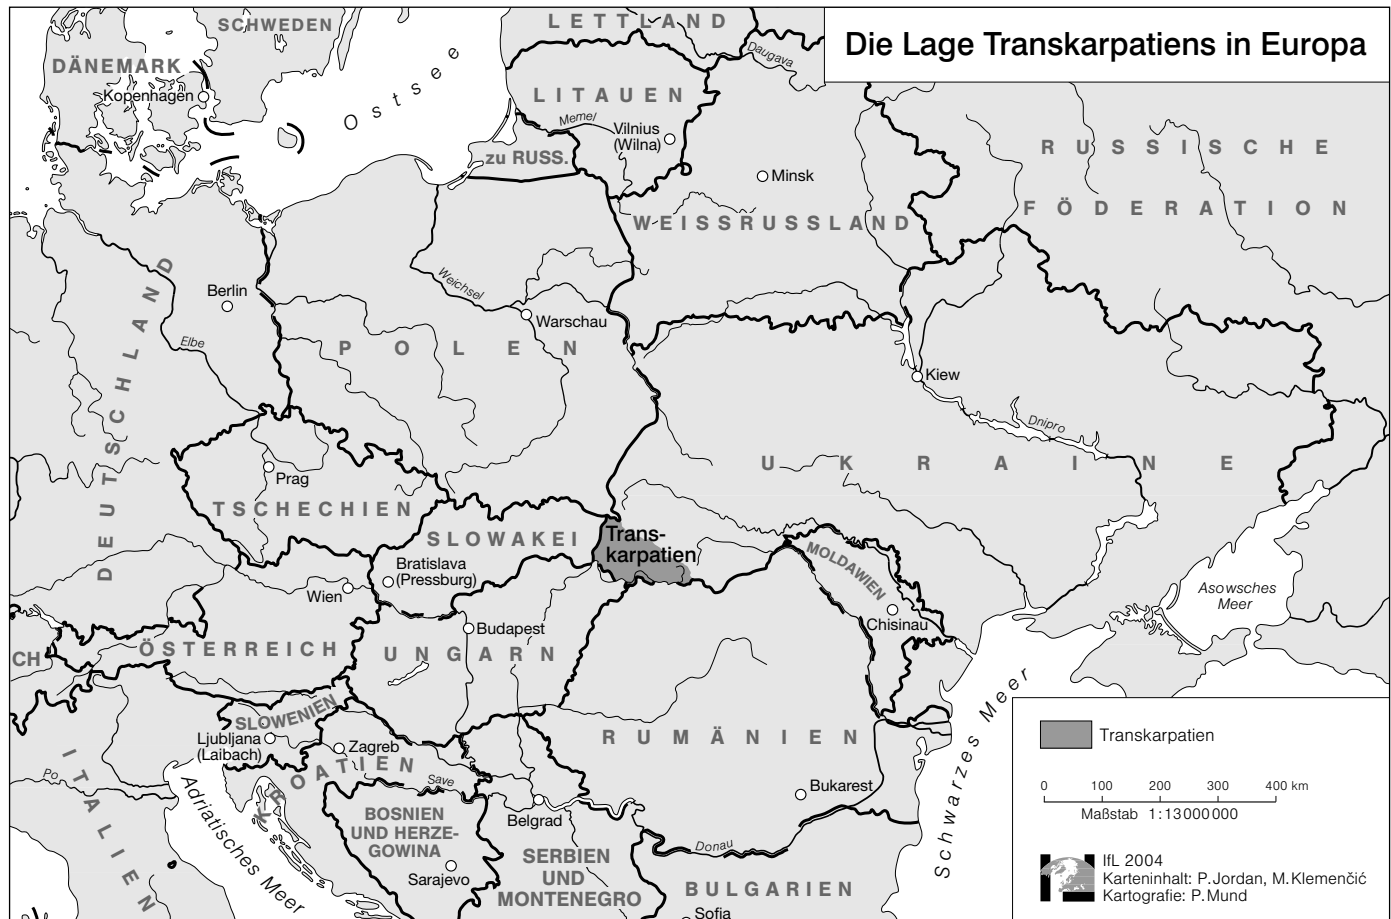 Die Lage Transkarpatiens in Europa
SCHWEDEN
LETTLAND
Daugava
DÄNEMARK
Kopenhagen
Ostsee
LITAUEN
Memel
Vilnius
(Wilna)
zu RUSS.
Minsk
RUSSISCHE
FÖDERATION
WEISSRUSSLAND
DEUTSCHLAND
Berlin
Elbe
Weichsel
Warschau
POLEN
Kiew
Dnipro
UKRAINE
Prag
TSCHECHIEN
SLOWAKEI
Trans-
karpatien
Bratislava
(Pressburg)
Wien
MOLDAWIEN
Chisinau
Asowsches
Meer
CH
ÖSTERREICH
Budapest
UNGARN
SLOWENIEN
Ljubljana
(Laibach)
Zagreb
KROATIEN
Save
RUMÄNIEN
Bukarest
Schwarzes Meer
ITALIEN
Po
Adriatisches Meer
BOSNIEN
UND HERZE-
GOWINA
Sarajevo
Belgrad
SERBIEN
UND
MONTENEGRO
Donau
BULGARIEN
Sofia
Transkarpatien
0 100 200 300 400 km
Maßstab 1:13000000
IfL 2004
Karteninhalt: P.Jordan, M.Klemenčić
Kartografie: P.Mund